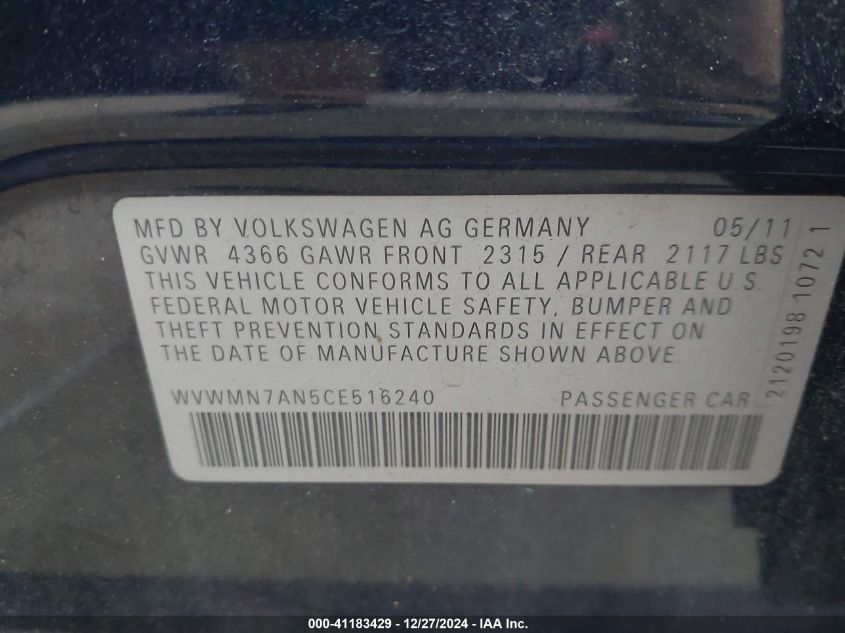 MFD BY VOLKSWAGEN AG GERMANY 05/11
GVWR 4366 GAWR FRONT 2315 / REAR 2117 LBS
THIS VEHICLE CONFORMS TO ALL APPLICABLE U.S.
FEDERAL MOTOR VEHICLE SAFETY, BUMPER AND
THEFT PREVENTION STANDARDS IN EFFECT ON
THE DATE OF MANUFACTURE SHOWN ABOVE.
WVWMN7AN5CE516240 PASSENGER CAR
2120198 1072 1
000-41183429 - 12/27/2024 - IAA Inc.